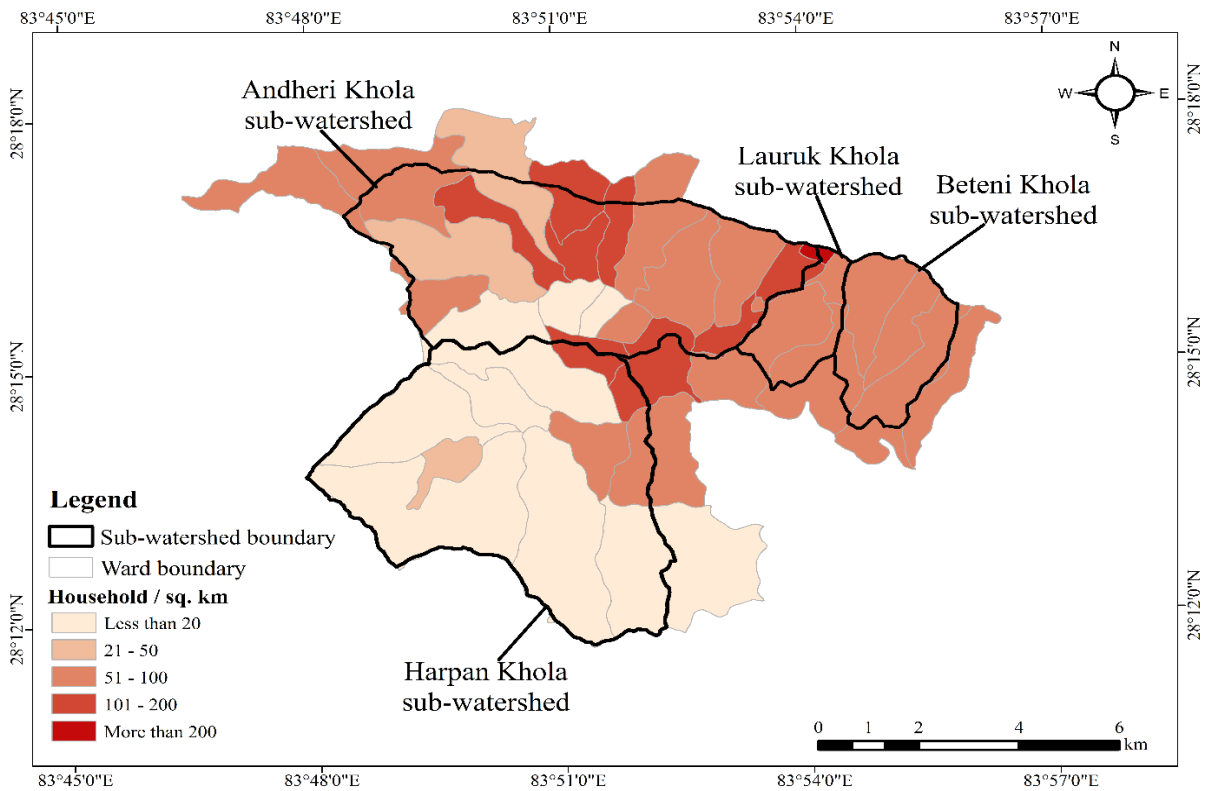 83°45'0"E
83°48'0"E
83°51'0"E
83°54'0"E
83°57'0"E
N
W
E
S
28°18'0"N
28°18'0"N
Andheri Khola
sub-watershed
Lauruk Khola
sub-watershed
Beteni Khola
sub-watershed
28°15'0"N
28°15'0"N
Legend
Sub-watershed boundary
Ward boundary
Household / sq. km
Less than 20
21 - 50
51 - 100
101 - 200
More than 200
28°12'0"N
28°12'0"N
Harpan Khola
sub-watershed
0 1 2 4 6
km
83°45'0"E
83°48'0"E
83°51'0"E
83°54'0"E
83°57'0"E